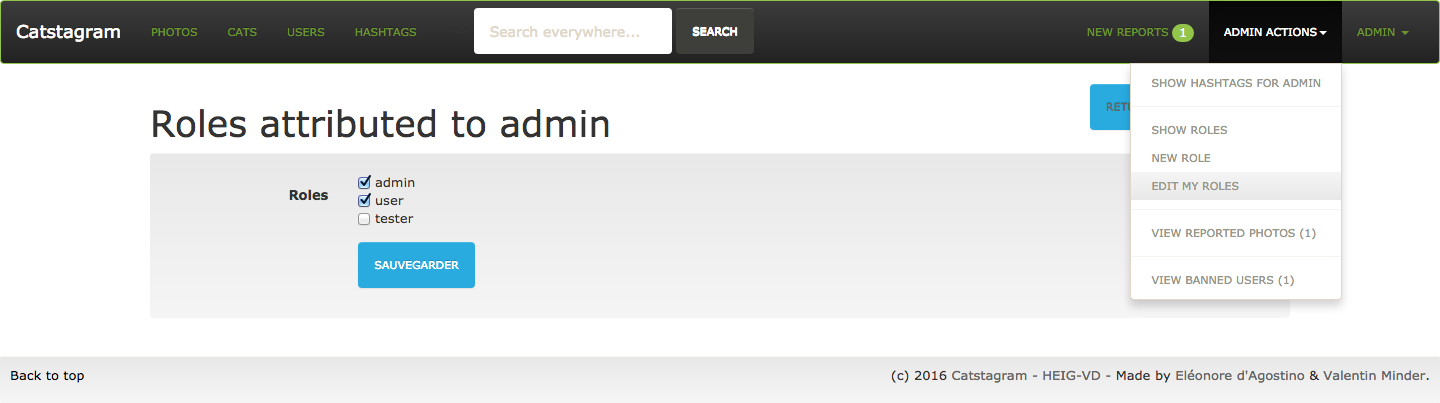 Catstagram PHOTOS CATS USERS HASHTAGS Search everywhere... SEARCH NEW REPORTS 1 ADMIN ACTIONS ADMIN
SHOW HASHTAGS FOR ADMIN
SHOW ROLES
NEW ROLE
EDIT MY ROLES
VIEW REPORTED PHOTOS (1)
VIEW BANNED USERS (1)
Roles attributed to admin
Roles
admin
user
tester
SAUVEGARDER
Back to top (c) 2016 Catstagram - HEIG-VD - Made by Eléonore d'Agostino & Valentin Minder.